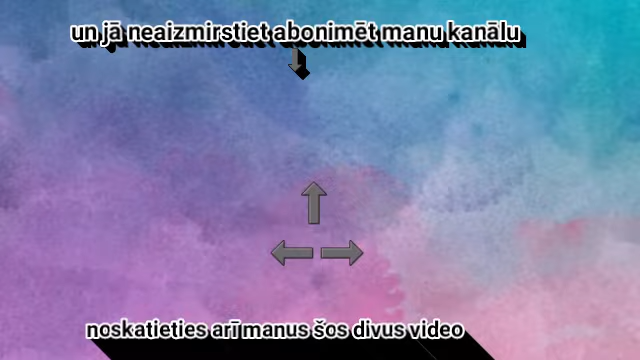 un jā neaizmirstiet abonimēt manu kanālu
noskatieties arī manus šos divus video